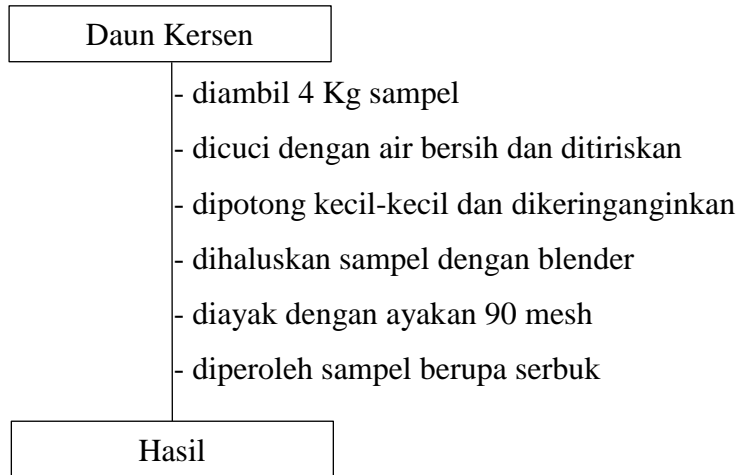 Daun Kersen
- diambil 4 Kg sampel
- dicuci dengan air bersih dan ditiriskan
- dipotong kecil-kecil dan dikeringanginkan
- dihaluskan sampel dengan blender
- diayak dengan ayakan 90 mesh
- diperoleh sampel berupa serbuk
Hasil